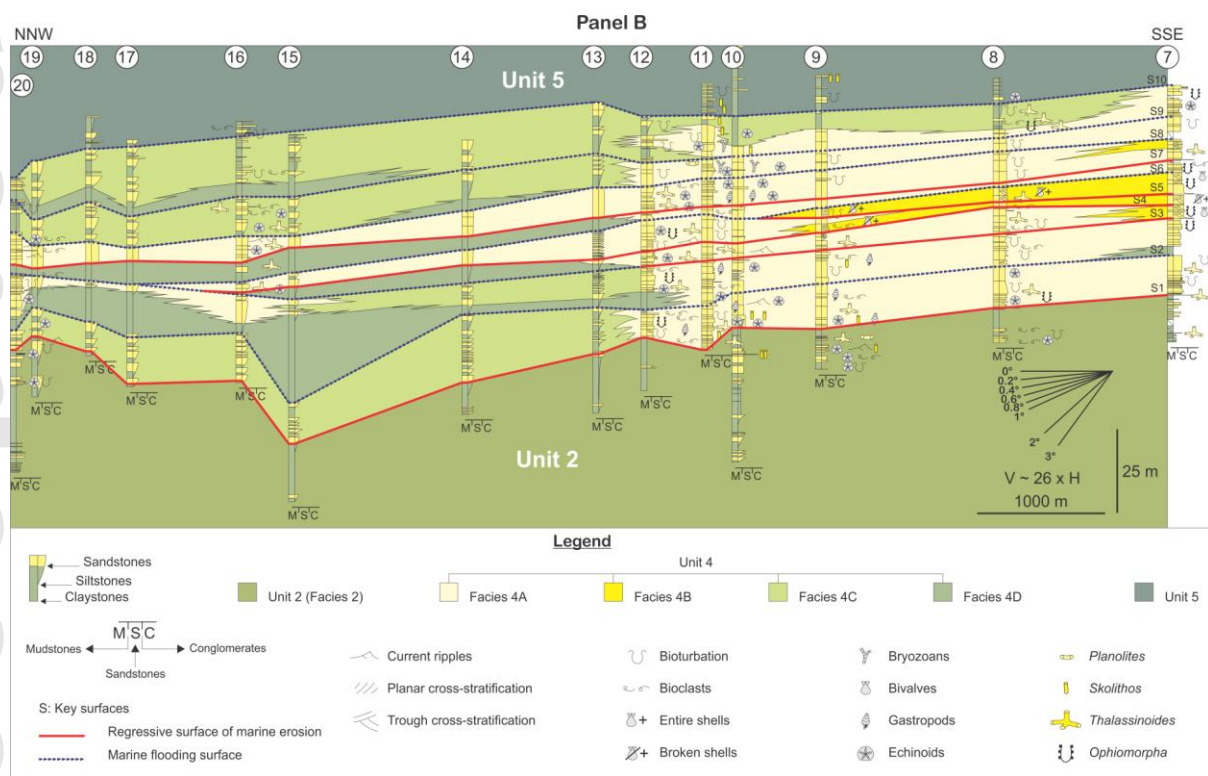 Panel B
NNW
SSE
19 18 17 16 15 14 13 12 11 10 9 8 7
20
Unit 5
S10
S9
S8
S7
S6
S5
S4
S3
S2
S1
Unit 2
M S C
M S C
M S C
M S C
M S C
M S C
M S C
M S C
M S C
M S C
M S C
M S C
M S C
0°
0.2°
0.4°
0.6°
0.8°
1°
2°
3°
V ~ 26 x H
1000 m
25 m
Legend
Sandstones
Siltstones
Claystones
Unit 2 (Facies 2)
Unit 4
Facies 4A
Facies 4B
Facies 4C
Facies 4D
Unit 5
M S C
Mudstones
Conglomerates
Sandstones
S: Key surfaces
Regressive surface of marine erosion
Marine flooding surface
Current ripples
Planar cross-stratification
Trough cross-stratification
Bioturbation
Bioclasts
+ Entire shells
+ Broken shells
Bryozoans
Bivalves
Gastropods
Echinoids
Planolites
Skolithos
Thalassinoides
Ophiomorpha